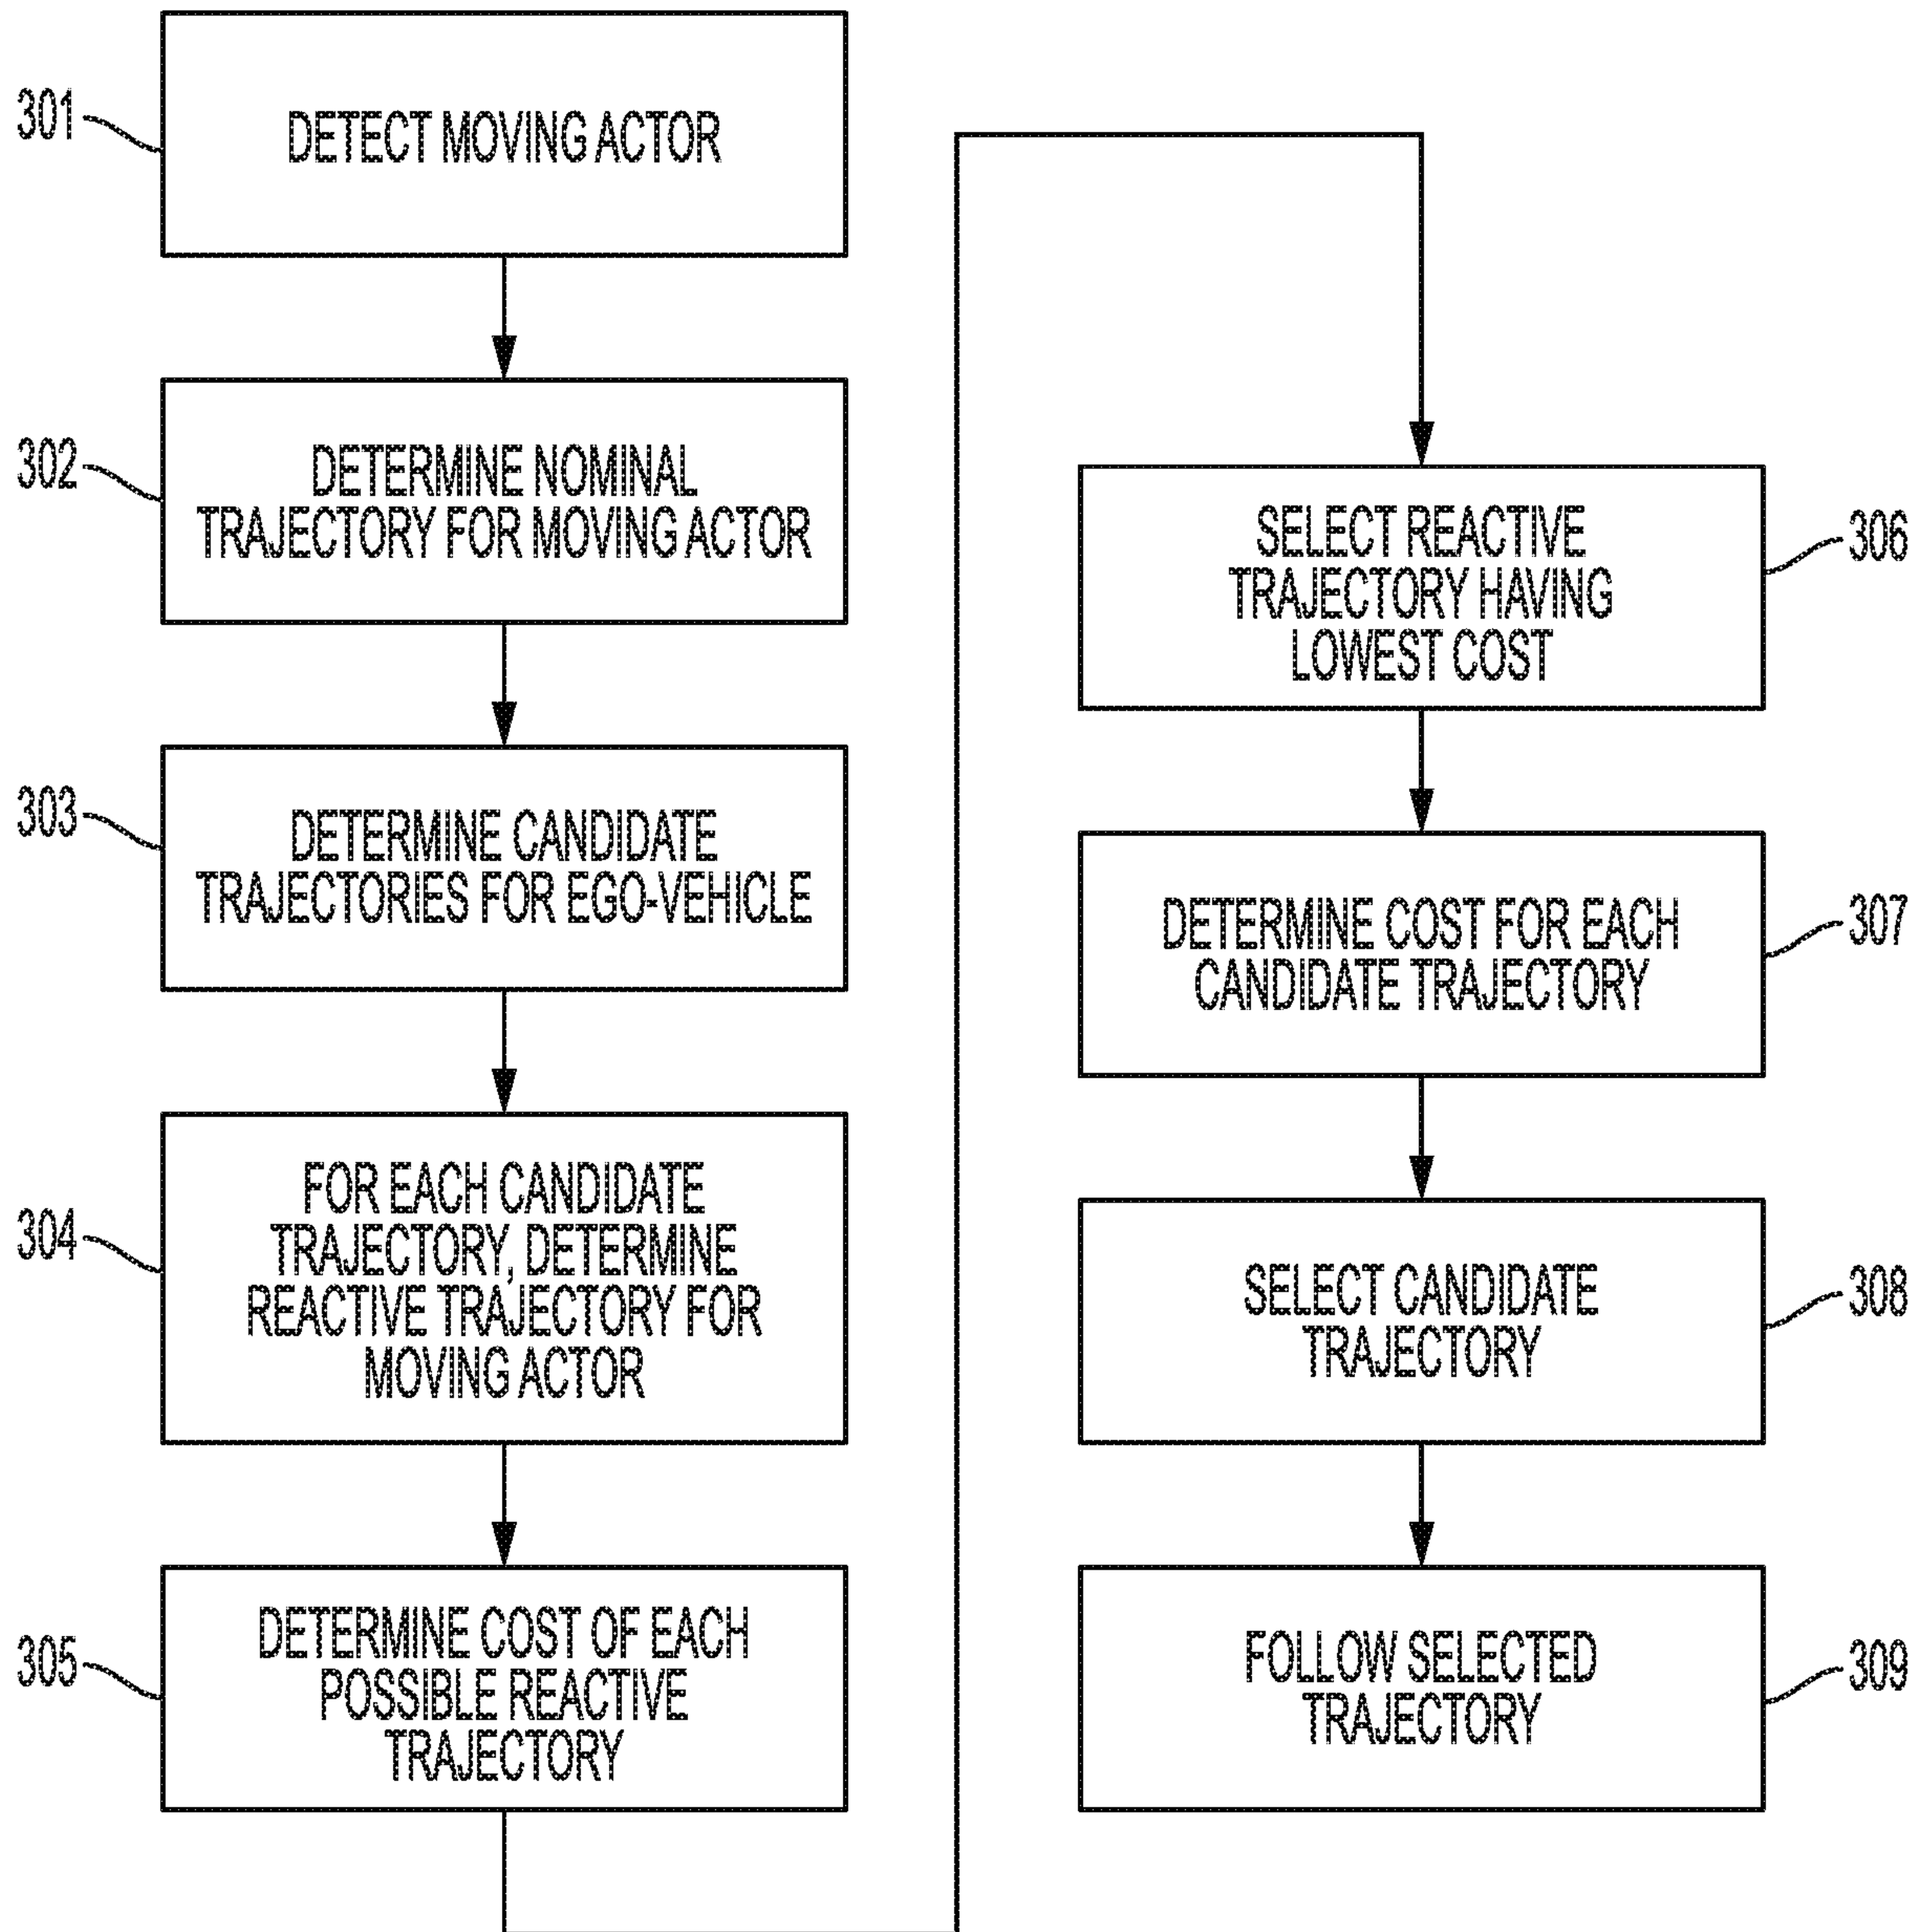 301
DETECT MOVING ACTOR
302
DETERMINE NOMINAL
TRAJECTORY FOR MOVING ACTOR
303
DETERMINE CANDIDATE
TRAJECTORIES FOR EGO-VEHICLE
304
FOR EACH CANDIDATE
TRAJECTORY, DETERMINE
REACTIVE TRAJECTORY FOR
MOVING ACTOR
305
DETERMINE COST OF EACH
POSSIBLE REACTIVE
TRAJECTORY
SELECT REACTIVE
TRAJECTORY HAVING
LOWEST COST
306
DETERMINE COST FOR EACH
CANDIDATE TRAJECTORY
307
SELECT CANDIDATE
TRAJECTORY
308
FOLLOW SELECTED
TRAJECTORY
309